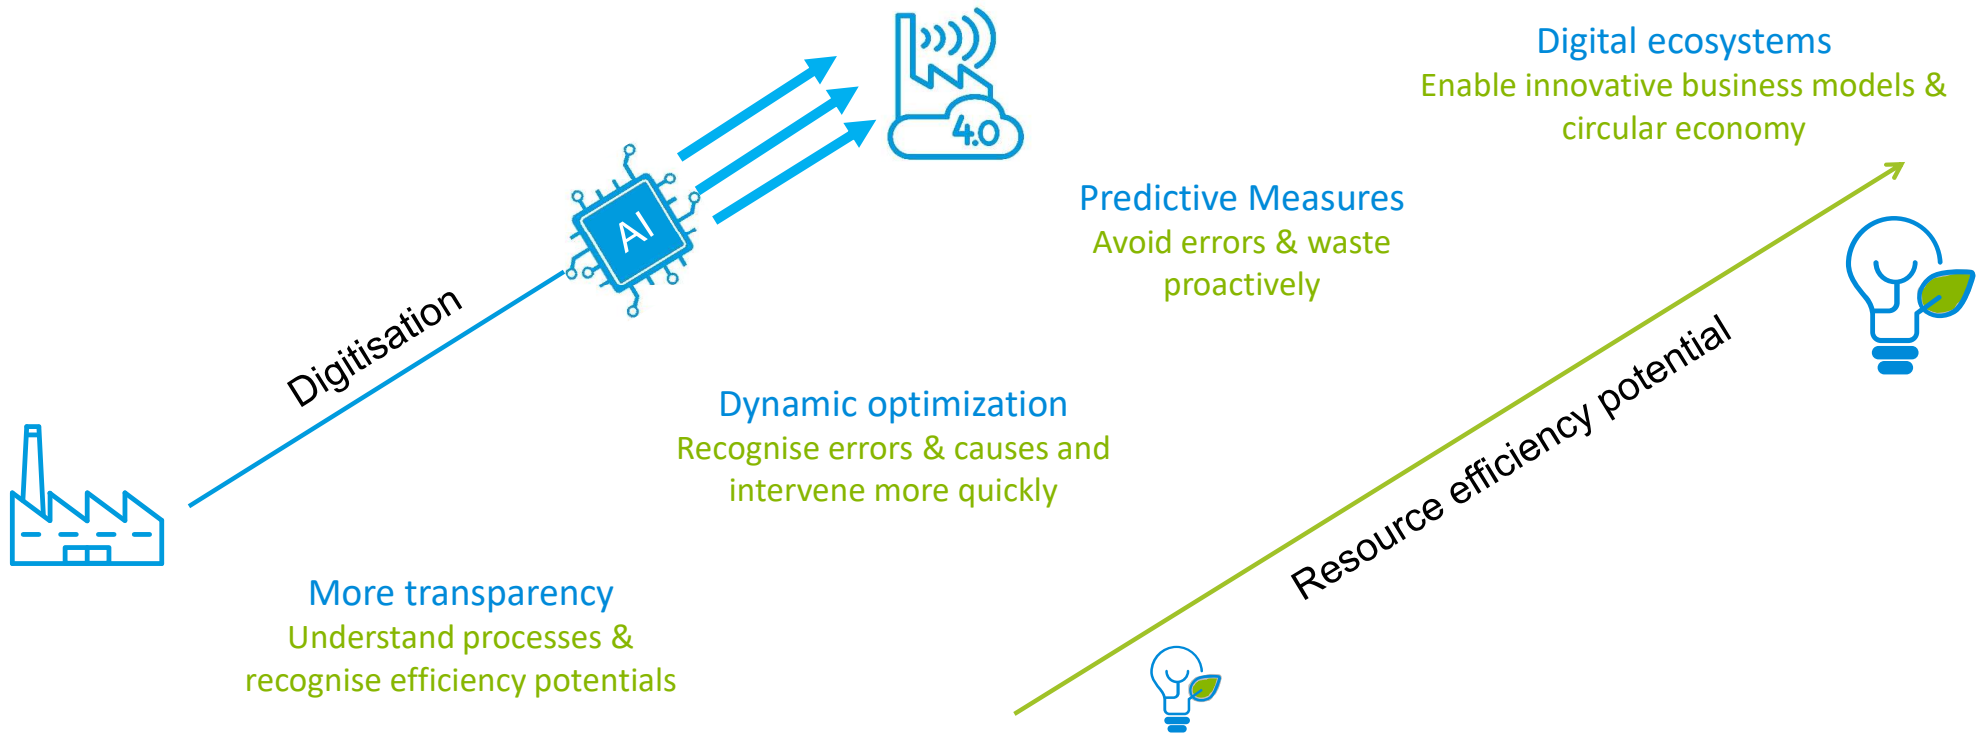 Digital ecosystems
Enable innovative business models &
circular economy
4.0
Predictive Measures
Avoid errors & waste
proactively
AI
Digitisation
Dynamic optimization
Recognise errors & causes and
intervene more quickly
Resource efficiency potential
More transparency
Understand processes &
recognise efficiency potentials